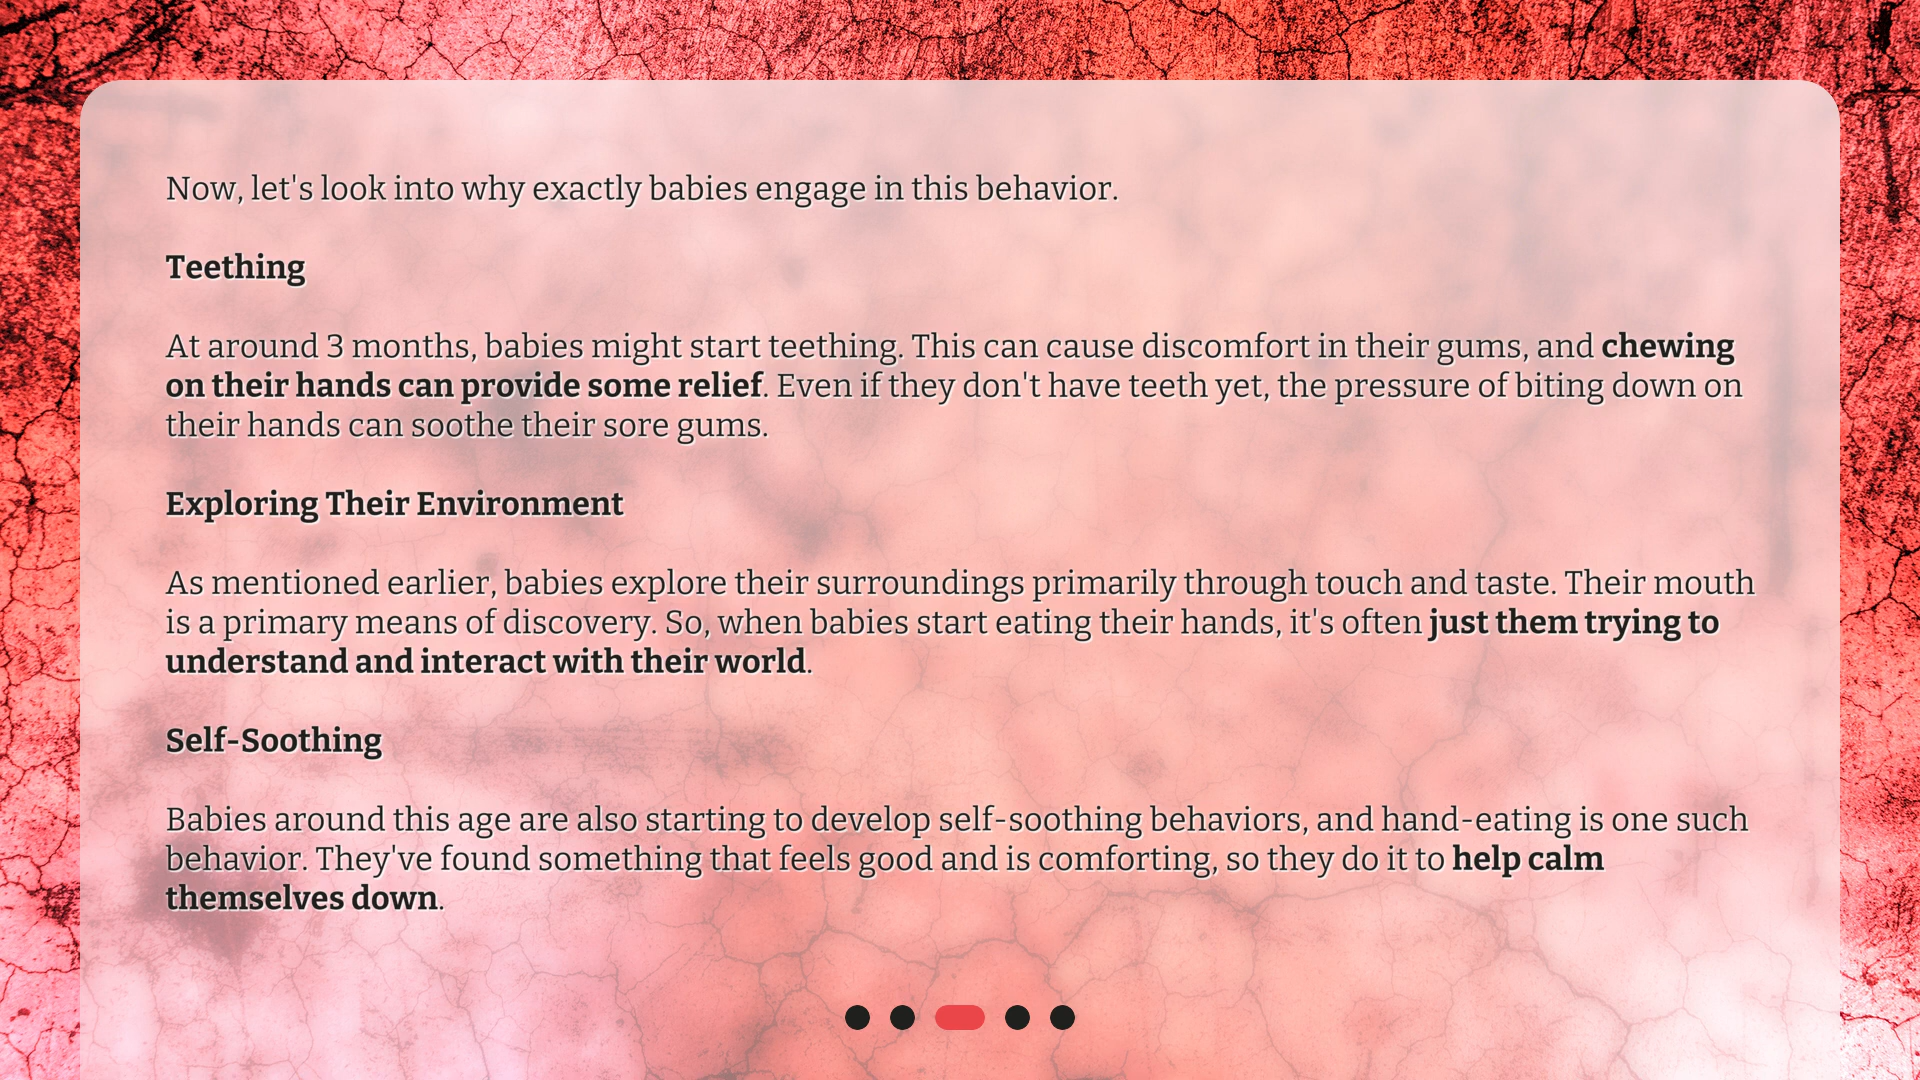 Now, let's look into why exactly babies engage in this behavior.
Teething
At around 3 months, babies might start teething. This can cause discomfort in their gums, and chewing
on their hands can provide some relief. Even if they don't have teeth yet, the pressure of biting down on
their hands can soothe their sore gums.
Exploring Their Environment
As mentioned earlier, babies explore their surroundings primarily through touch and taste. Their mouth
is a primary means of discovery. So, when babies start eating their hands, it's often just them trying to
understand and interact with their world.
Self-Soothing
Babies around this age are also starting to develop self-soothing behaviors, and hand-eating is one such
behavior. They've found something that feels good and is comforting, so they do it to help calm
themselves down.